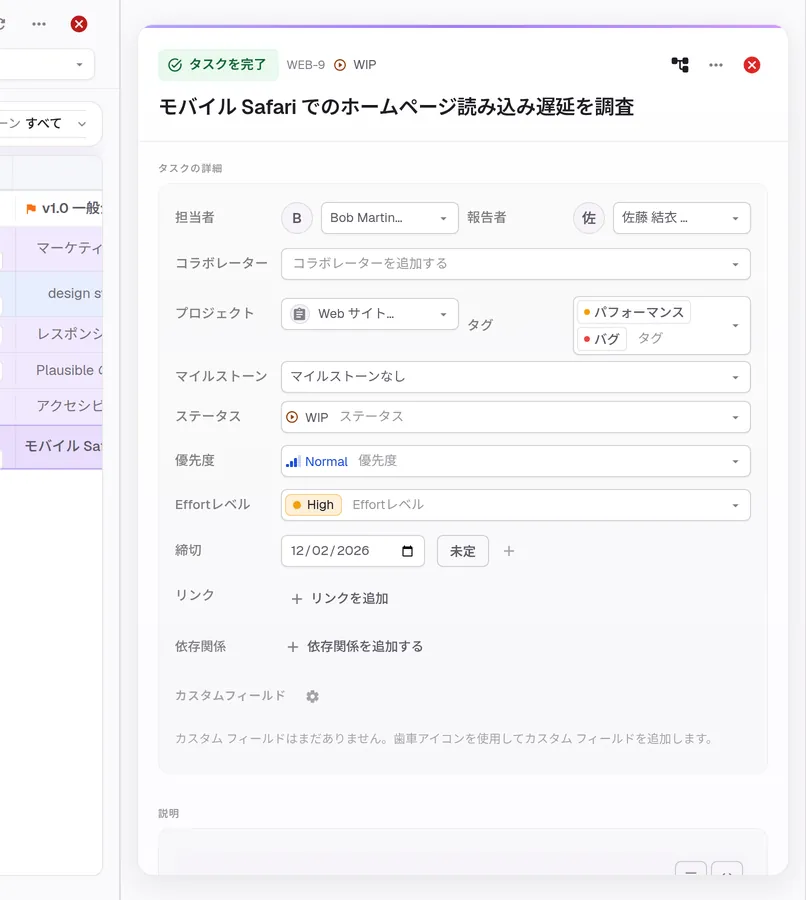 ーン すべて
v1.0 一般
マーケティ
design s
レスポンシ
Plausible
アクセシビ
モバイル Sa
タスクを完了 WEB-9 WIP
モバイル Safari でのホームページ読み込み遅延を調査
タスクの詳細
担当者 B Bob Martin... 報告者 佐 佐藤 結衣 ...
コラボレーター コラボレーターを追加する
プロジェクト Web サイト... タグ パフォーマンス
バグ タグ
マイルストーン マイルストーンなし
ステータス WIP ステータス
優先度 Normal 優先度
Effortレベル High Effortレベル
締切 12/02/2026 未定
リンク リンクを追加
依存関係 依存関係を追加する
カスタムフィールド
カスタム フィールドはまだありません。歯車アイコンを使用してカスタム フィールドを追加します。
説明